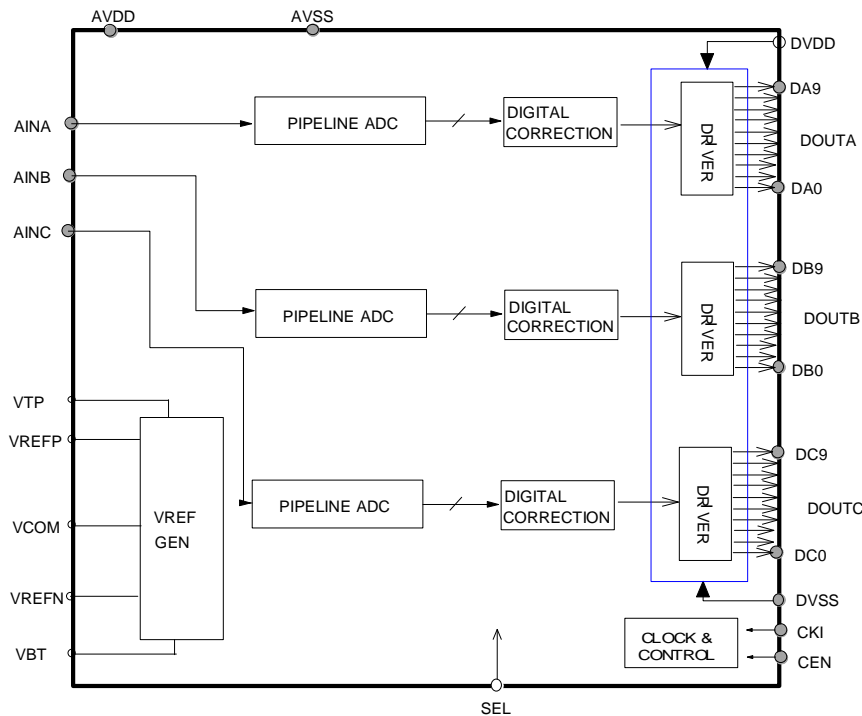 AVDD
AVSS
DVDD
DA9
AINA
PIPELINE ADC
DIGITAL
CORRECTION
DRIVER
DOUTA
AINB
DA0
AINC
DB9
PIPELINE ADC
DIGITAL
CORRECTION
DRIVER
DOUTB
DB0
VTP
VREFP
DC9
VREF
GEN
PIPELINE ADC
DIGITAL
CORRECTION
DRIVER
DOUTC
VCOM
DC0
VREFN
DVSS
VBT
CLOCK &
CONTROL
CKI
CEN
SEL